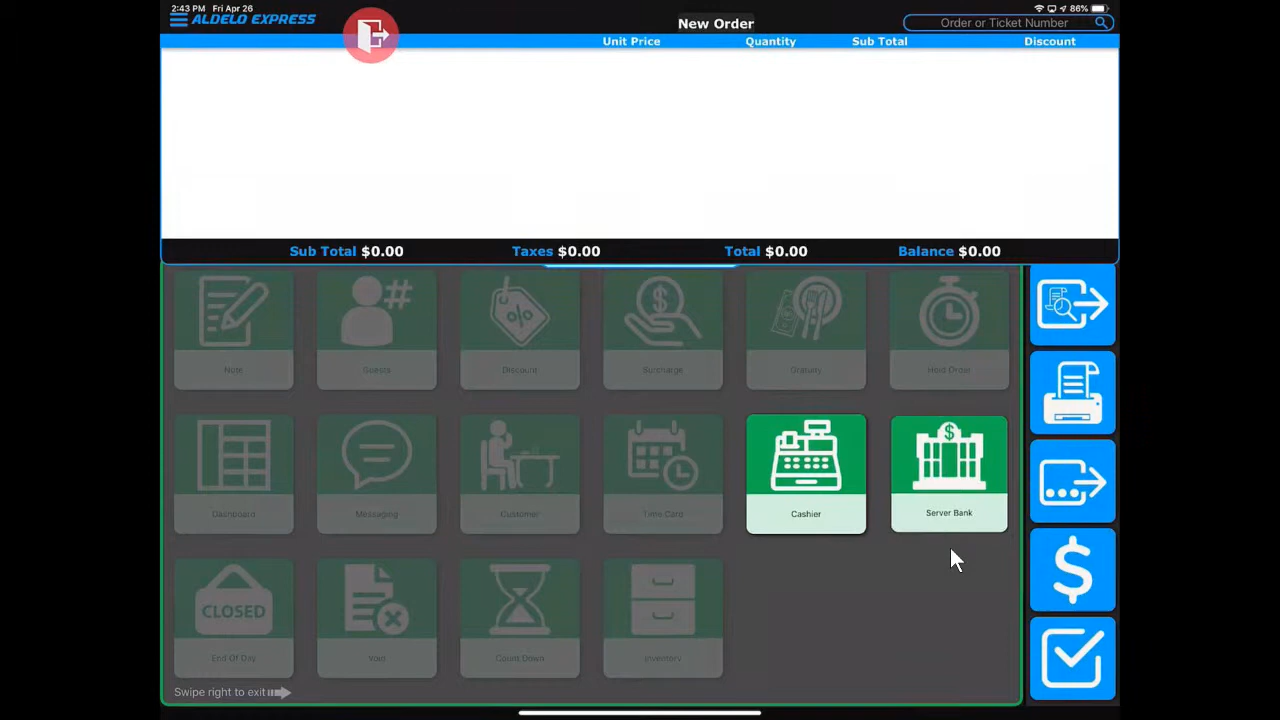 2:43 PM Fri Apr 26
86%
ALDELO EXPRESS
New Order
Order or Ticket Number
Unit Price Quantity Sub Total Discount
Sub Total $0.00 Taxes $0.00 Total $0.00 Balance $0.00
Note Guests Discount Surcharge Gratuity Hold Order
Dashboard Messaging Customer Time Card Cashier Server Bank
CLOSED
End Of Day Void Count Down Inventory
Swipe right to exit